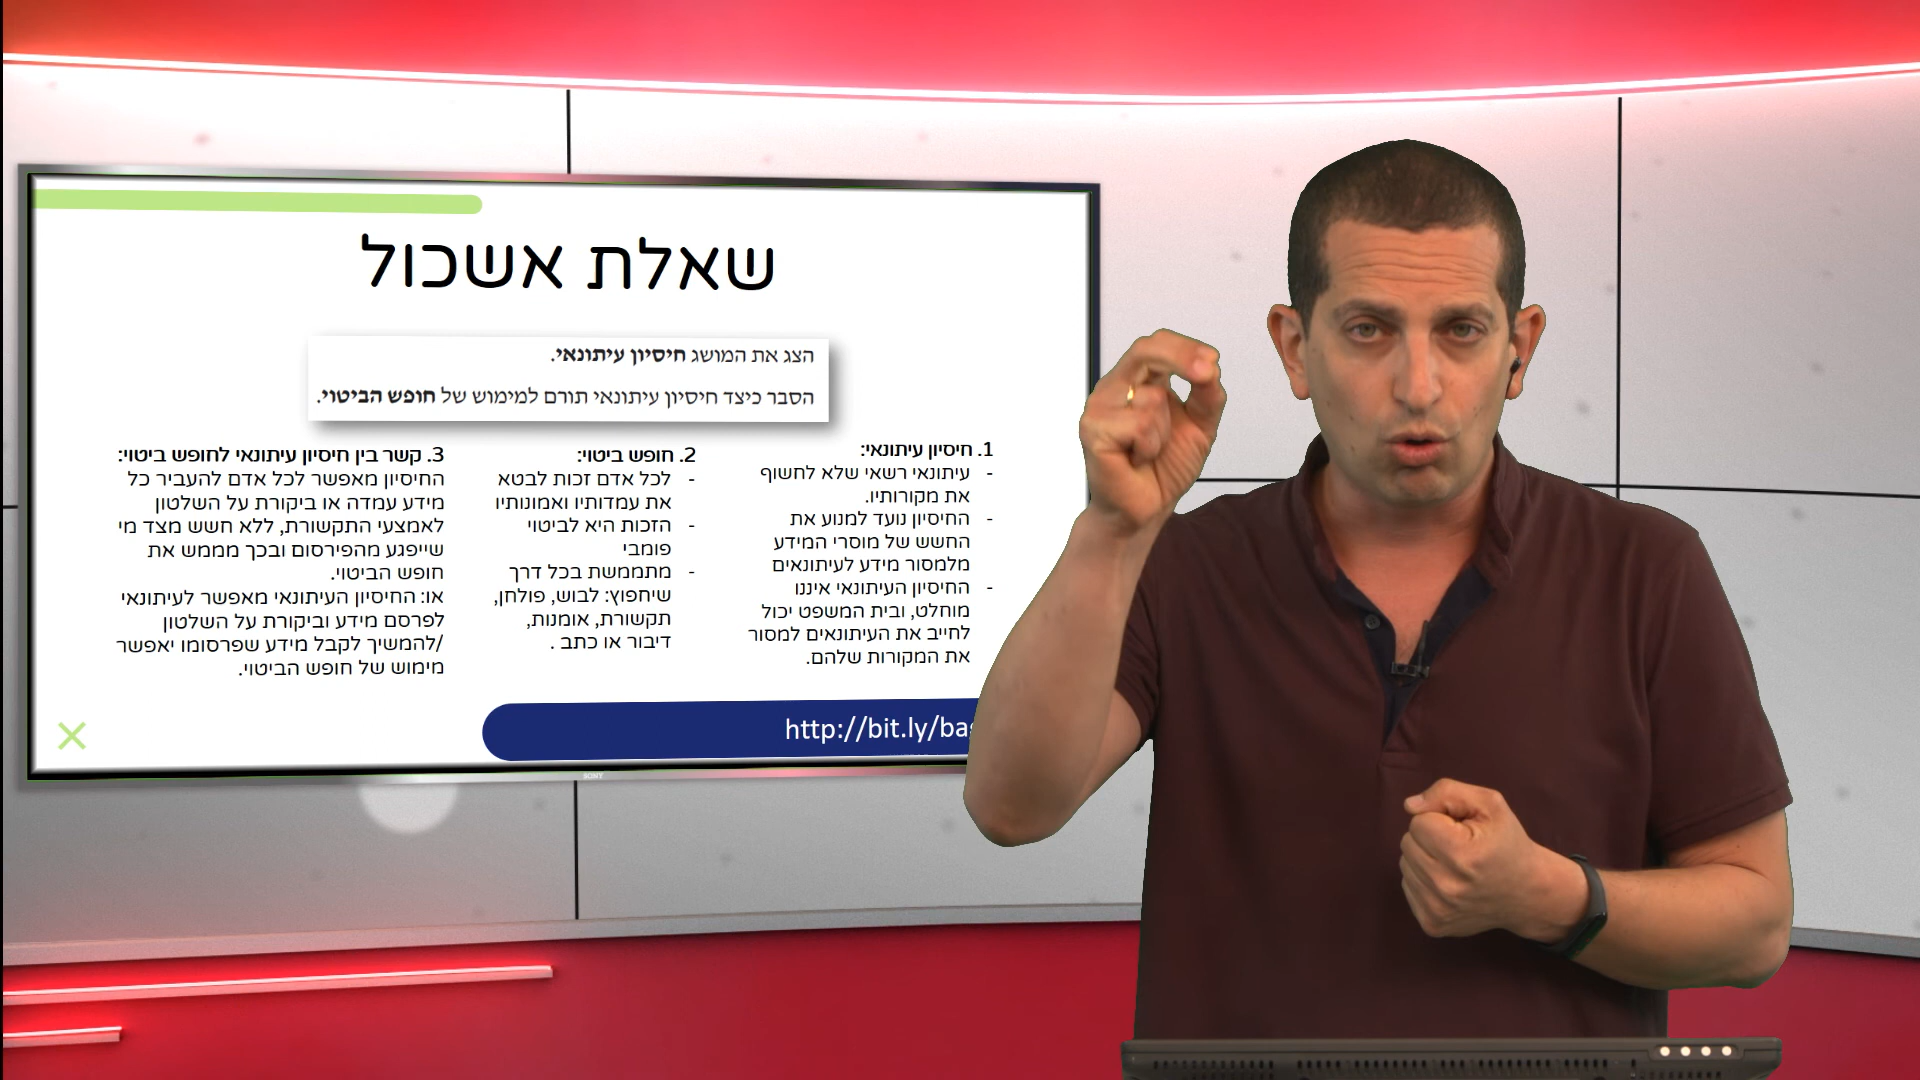 שאלת אשכול
הצג את המושג חיסיון עיתונאי.
הסבר כיצד חיסיון עיתונאי תורם למימוש של חופש הביטוי.
1. חיסיון עיתונאי:
- עיתונאי רשאי שלא לחשוף
את מקורותיו.
- החיסיון נועד למנוע את
החשש של מוסרי המידע
מלמסור מידע לעיתונאים
- החיסיון העיתונאי איננו
מוחלט, ובית המשפט יכול
לחייב את העיתונאים למסור
את המקורות שלהם.
2. חופש ביטוי:
- לכל אדם זכות לבטא
את עמדותיו ואמונותיו
- הזכות היא לביטוי
פומבי
- מתממשת בכל דרך
שיחפוץ: לבוש, פולחן,
תקשורת, אומנות,
דיבור או כתב .
3. קשר בין חיסיון עיתונאי לחופש ביטוי:
החיסיון מאפשר לכל אדם להעביר כל
מידע עמדה או ביקורת על השלטון
לאמצעי התקשורת, ללא חשש מצד מי
שייפגע מהפירסום ובכך מממש את
חופש הביטוי.
או: החיסיון העיתונאי מאפשר לעיתונאי
לפרסם מידע וביקורת על השלטון
/להמשיך לקבל מידע שפרסומו יאפשר
מימוש של חופש הביטוי.
http://bit.ly/bas
SONY